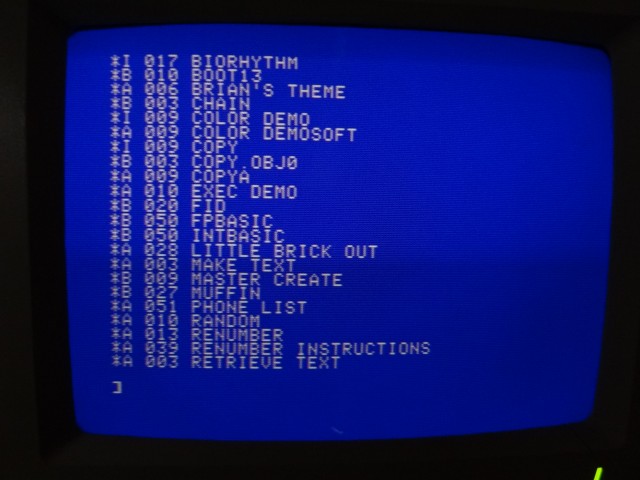 *I 017 BIORHYTHM
*B 010 BOOT13
*A 006 BRIAN'S THEME
*B 003 CHAIN
*I 009 COLOR DEMO
*A 009 COLOR DEMOSOFT
*I 009 COPY
*B 003 COPY.OBJ0
*A 009 COPYA
*A 010 EXEC DEMO
*B 020 FID
*B 050 FPBASIC
*B 050 INTBASIC
*A 028 LITTLE BRICK OUT
*A 003 MAKE TEXT
*B 009 MASTER CREATE
*B 027 MUFFIN
*A 051 PHONE LIST
*A 010 RANDOM
*A 013 RENUMBER
*A 039 RENUMBER INSTRUCTIONS
*A 003 RETRIEVE TEXT
]